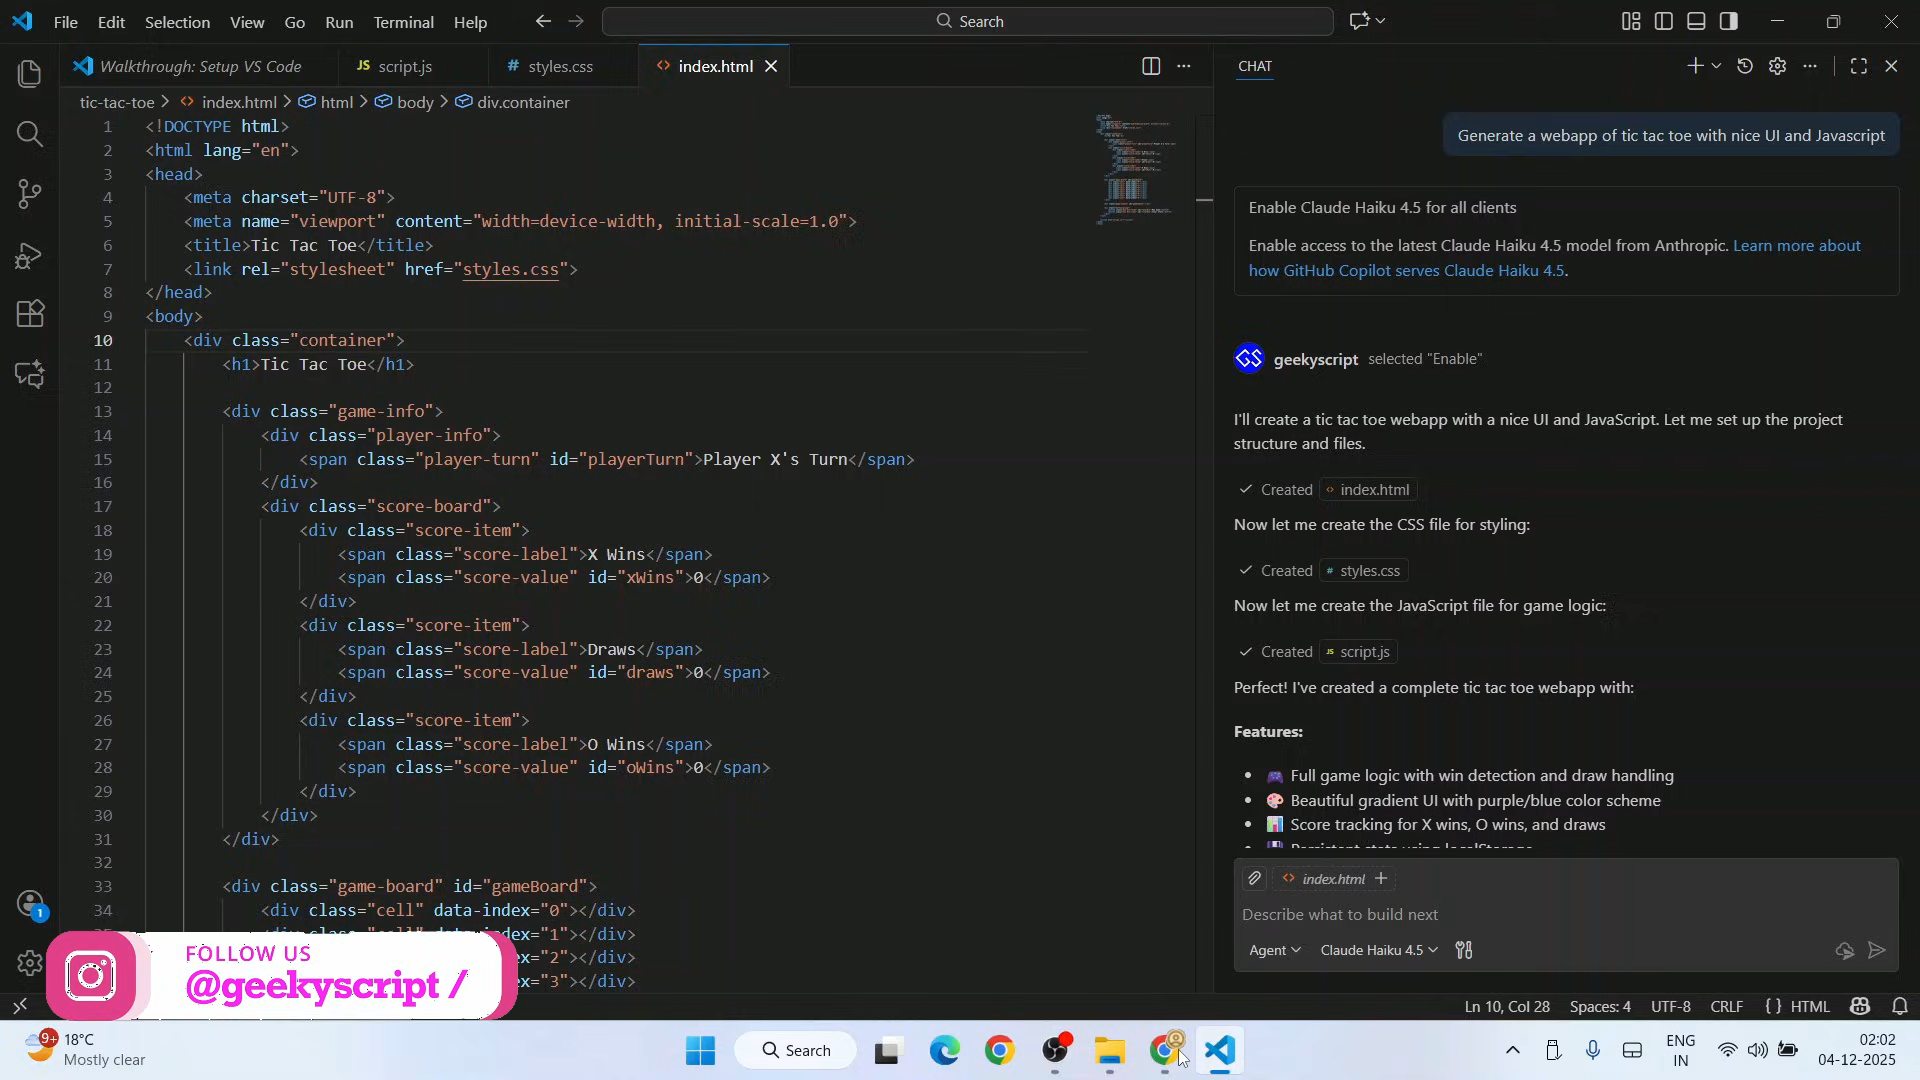 File Edit Selection View Go Run Terminal Help
Search
Walkthrough: Setup VS Code
JS script.js
# styles.css
<> index.html
tic-tac-toe > <> index.html > html > body > div.container
1 <!DOCTYPE html>
2 <html lang="en">
3 <head>
4 <meta charset="UTF-8">
5 <meta name="viewport" content="width=device-width, initial-scale=1.0">
6 <title>Tic Tac Toe</title>
7 <link rel="stylesheet" href="styles.css">
8 </head>
9 <body>
10 <div class="container">
11 <h1>Tic Tac Toe</h1>
12
13 <div class="game-info">
14 <div class="player-info">
15 <span class="player-turn" id="playerTurn">Player X's Turn</span>
16 </div>
17 <div class="score-board">
18 <div class="score-item">
19 <span class="score-label">X Wins</span>
20 <span class="score-value" id="xWins">0</span>
21 </div>
22 <div class="score-item">
23 <span class="score-label">Draws</span>
24 <span class="score-value" id="draws">0</span>
25 </div>
26 <div class="score-item">
27 <span class="score-label">O Wins</span>
28 <span class="score-value" id="oWins">0</span>
29 </div>
30 </div>
31 </div>
32
33 <div class="game-board" id="gameBoard">
34 <div class="cell" data-index="0"></div>
"1"></div>
ex="2"></div>
ex="3"></div>
FOLLOW US
@geekyscript /
CHAT
Generate a webapp of tic tac toe with nice UI and Javascript
Enable Claude Haiku 4.5 for all clients
Enable access to the latest Claude Haiku 4.5 model from Anthropic. Learn more about
how GitHub Copilot serves Claude Haiku 4.5.
GS geekyscript selected "Enable"
I'll create a tic tac toe webapp with a nice UI and JavaScript. Let me set up the project
structure and files.
Created <> index.html
Now let me create the CSS file for styling:
Created # styles.css
Now let me create the JavaScript file for game logic:
Created JS script.js
Perfect! I've created a complete tic tac toe webapp with:
Features:
• Full game logic with win detection and draw handling
• Beautiful gradient UI with purple/blue color scheme
• Score tracking for X wins, O wins, and draws
<> index.html +
Describe what to build next
Agent Claude Haiku 4.5
1
Ln 10, Col 28 Spaces: 4 UTF-8 CRLF {} HTML
9+
18°C
Mostly clear
Search
ENG
IN
02:02
04-12-2025